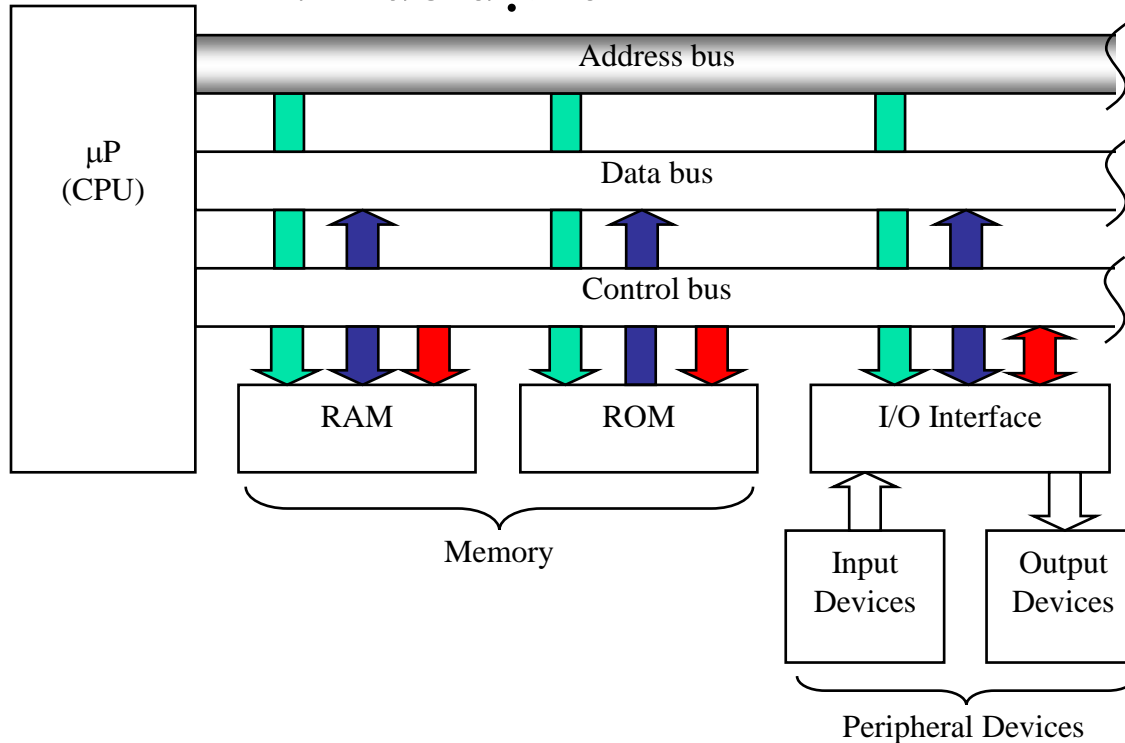 Address bus
μP
(CPU)
Data bus
Control bus
RAM
ROM
I/O Interface
Memory
Input
Devices
Output
Devices
Peripheral Devices